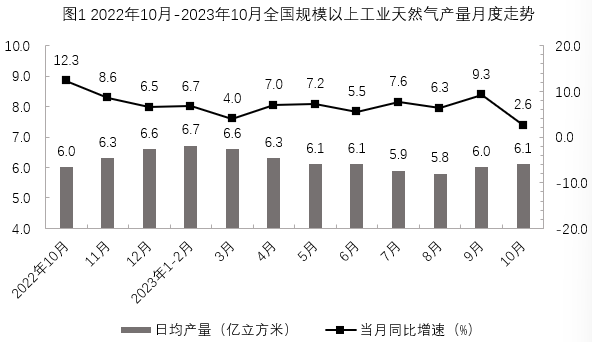 图1 2022年10月-2023年10月全国规模以上工业天然气产量月度走势
10.0
9.0
8.0
7.0
6.0
5.0
4.0
20.0
10.0
0.0
-10.0
-20.0
12.3 8.6 6.5 6.7 4.0 7.0 7.2 5.5 7.6 6.3 9.3 2.6
6.0 6.3 6.6 6.7 6.6 6.3 6.1 6.1 5.9 5.8 6.0 6.1
2022年10月 11月 12月 2023年1-2月 3月 4月 5月 6月 7月 8月 9月 10月
日均产量（亿立方米） 当月同比增速（%）